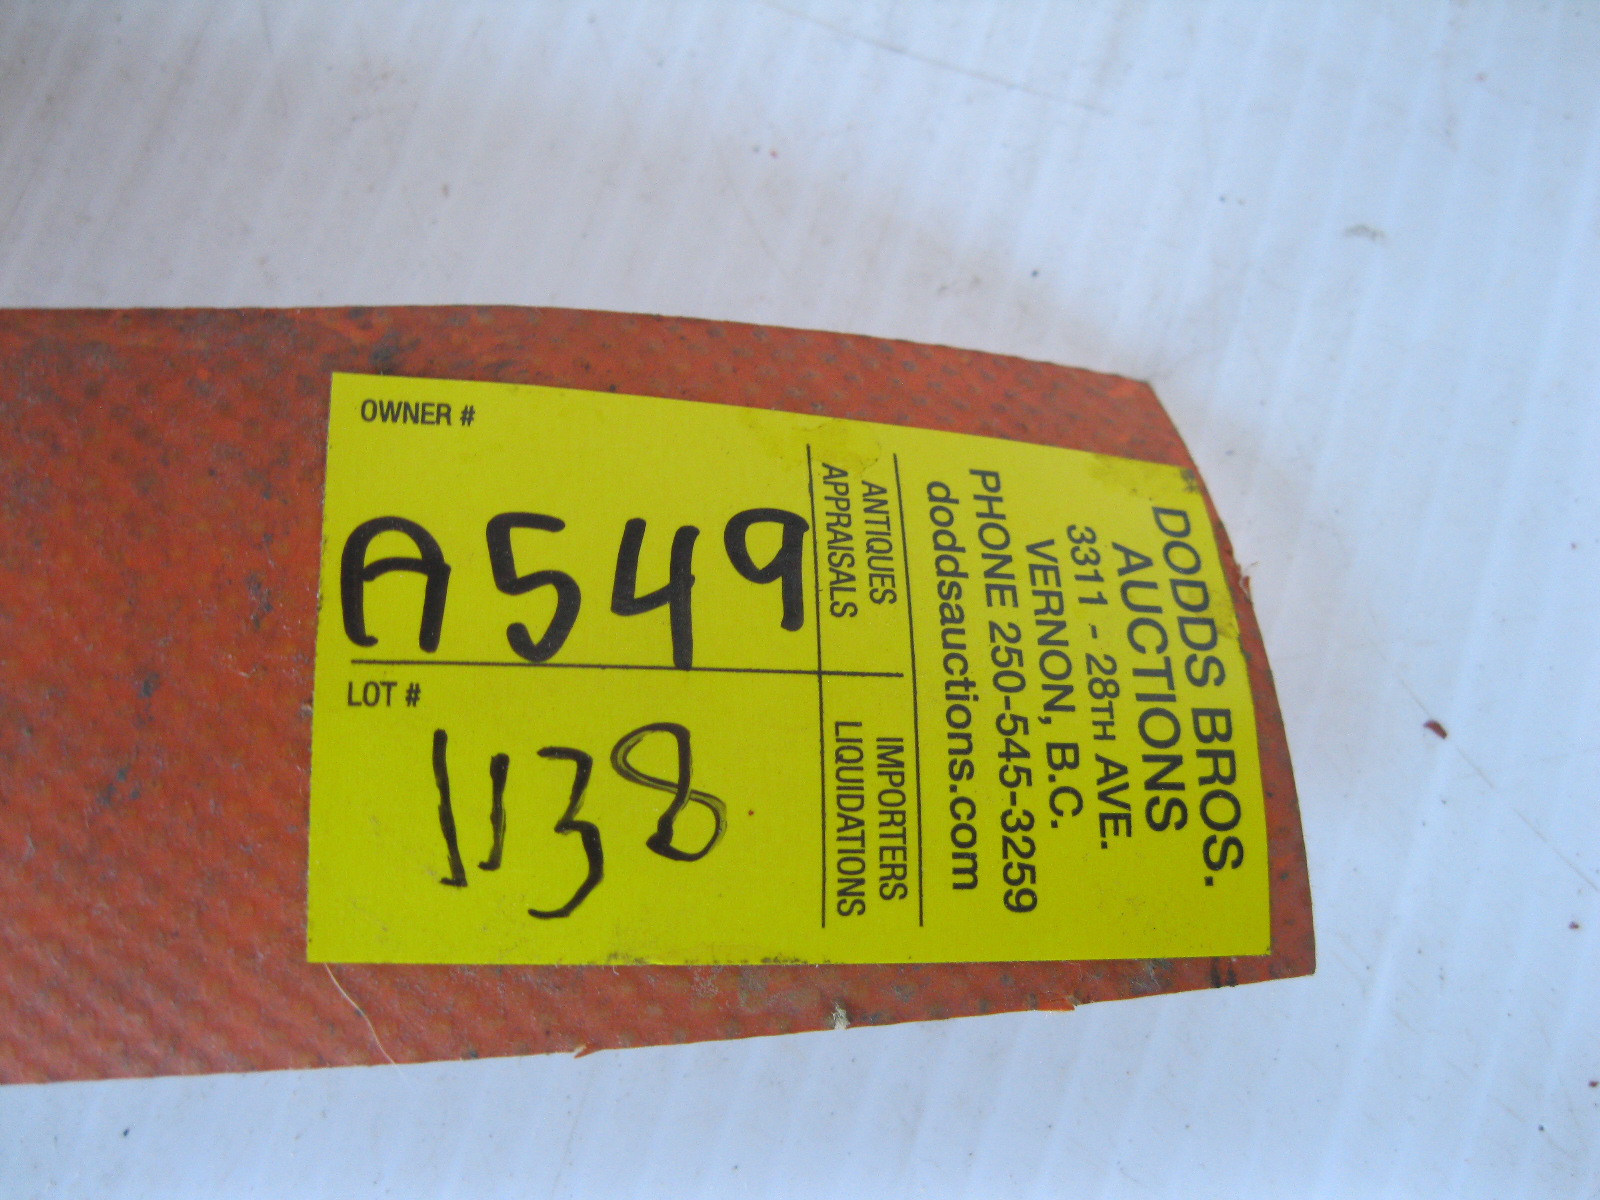 DODDS BROS.
AUCTIONS
3311 - 28TH AVE.
VERNON, B.C.
PHONE 250-545-3259
doddsauctions.com
ANTIQUES
APPRAISALS
IMPORTERS
LIQUIDATIONS
OWNER #
A549
LOT #
1138